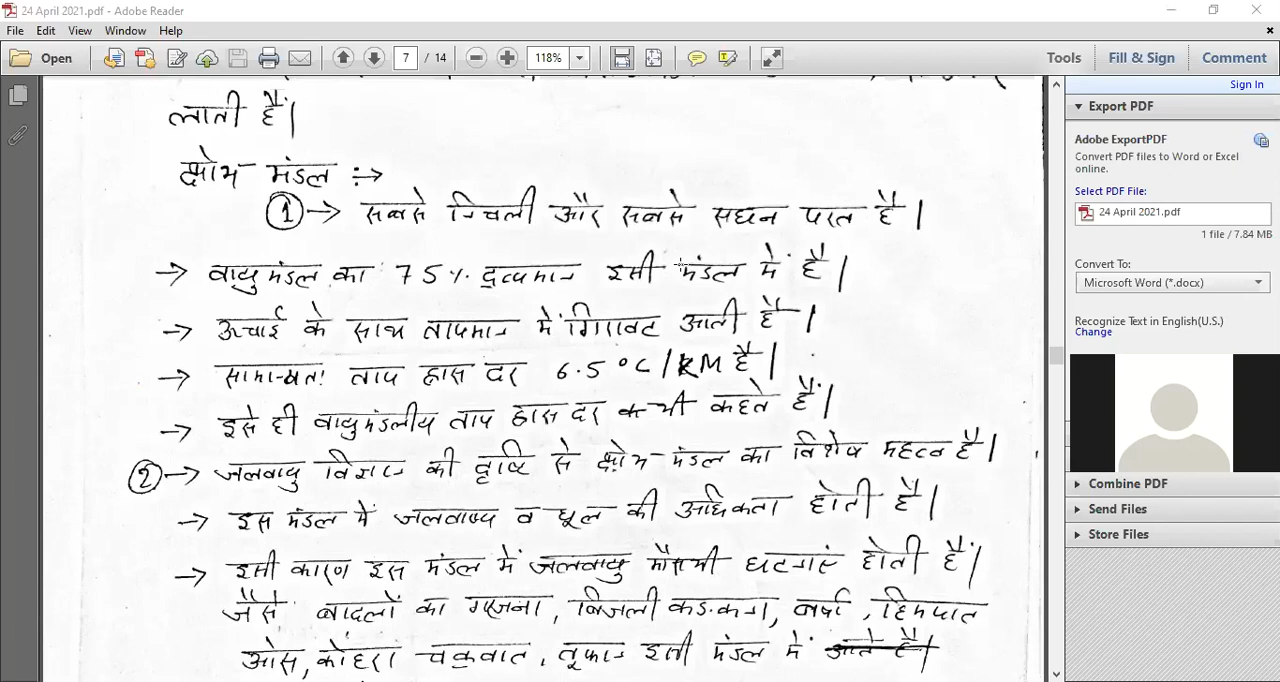 24 April 2021.pdf - Adobe Reader
File Edit View Window Help
Open 7 / 14 118% Tools Fill & Sign Comment
Sign In
Export PDF
Adobe ExportPDF
Convert PDF files to Word or Excel online.
Select PDF File:
24 April 2021.pdf
1 file / 7.84 MB
Convert To:
Microsoft Word (*.docx)
Recognize Text in English(U.S.)
Change
Combine PDF
Send Files
Store Files
लाती है।
क्षोभ मंडल :→
① → सबसे निचली और सबसे सघन परत है।
→ वायुमंडल का 75% द्रव्यमान इसी मंडल में है।
→ ऊचाई के साथ तापमान में गिरावट आती है।
→ सामान्यतः ताप ह्रास दर 6.5°C/KM है।
→ इसे ही वायुमंडलीय ताप ह्रास दर भी कहते है।
② → जलवायु विज्ञान की दृष्टि से क्षोभ मंडल का विशेष महत्व है।
→ इस मंडल में जलवाष्प व धूल की अधिकता होती है।
→ इसी कारण इस मंडल में जलवायु मौसमी घटनाएं होती है।
जैसे बादलों का गरजना, बिजली कड़कना, वर्षा, हिमपात
ओस, कोहरा चक्रवात, तूफान इसी मंडल में आते है।